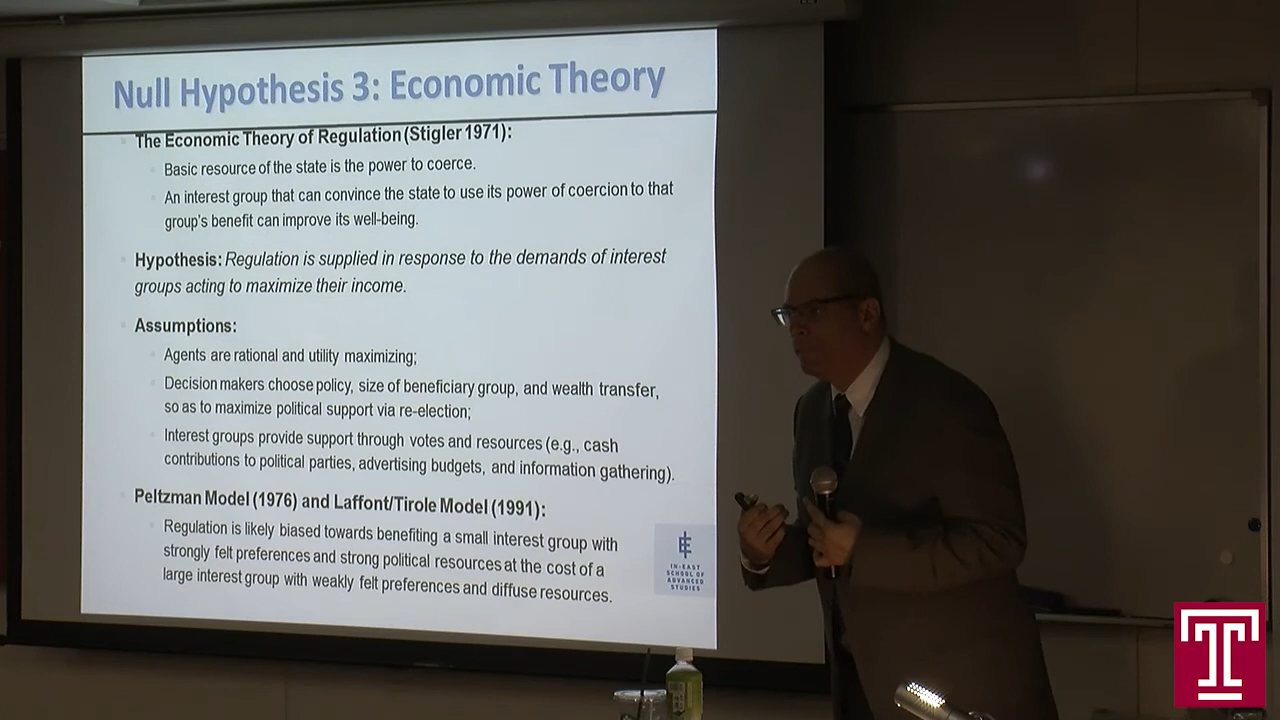 Null Hypothesis 3: Economic Theory
The Economic Theory of Regulation (Stigler 1971):
Basic resource of the state is the power to coerce.
An interest group that can convince the state to use its power of coercion to that
group's benefit can improve its well-being.
Hypothesis: Regulation is supplied in response to the demands of interest
groups acting to maximize their income.
Assumptions:
Agents are rational and utility maximizing;
Decision makers choose policy, size of beneficiary group, and wealth transfer,
so as to maximize political support via re-election;
Interest groups provide support through votes and resources (e.g., cash
contributions to political parties, advertising budgets, and information gathering).
Peltzman Model (1976) and Laffont/Tirole Model (1991):
Regulation is likely biased towards benefiting a small interest group with
strongly felt preferences and strong political resources at the cost of a
large interest group with weakly felt preferences and diffuse resources.
IN-EAST
SCHOOL OF
ADVANCED
STUDIES
T